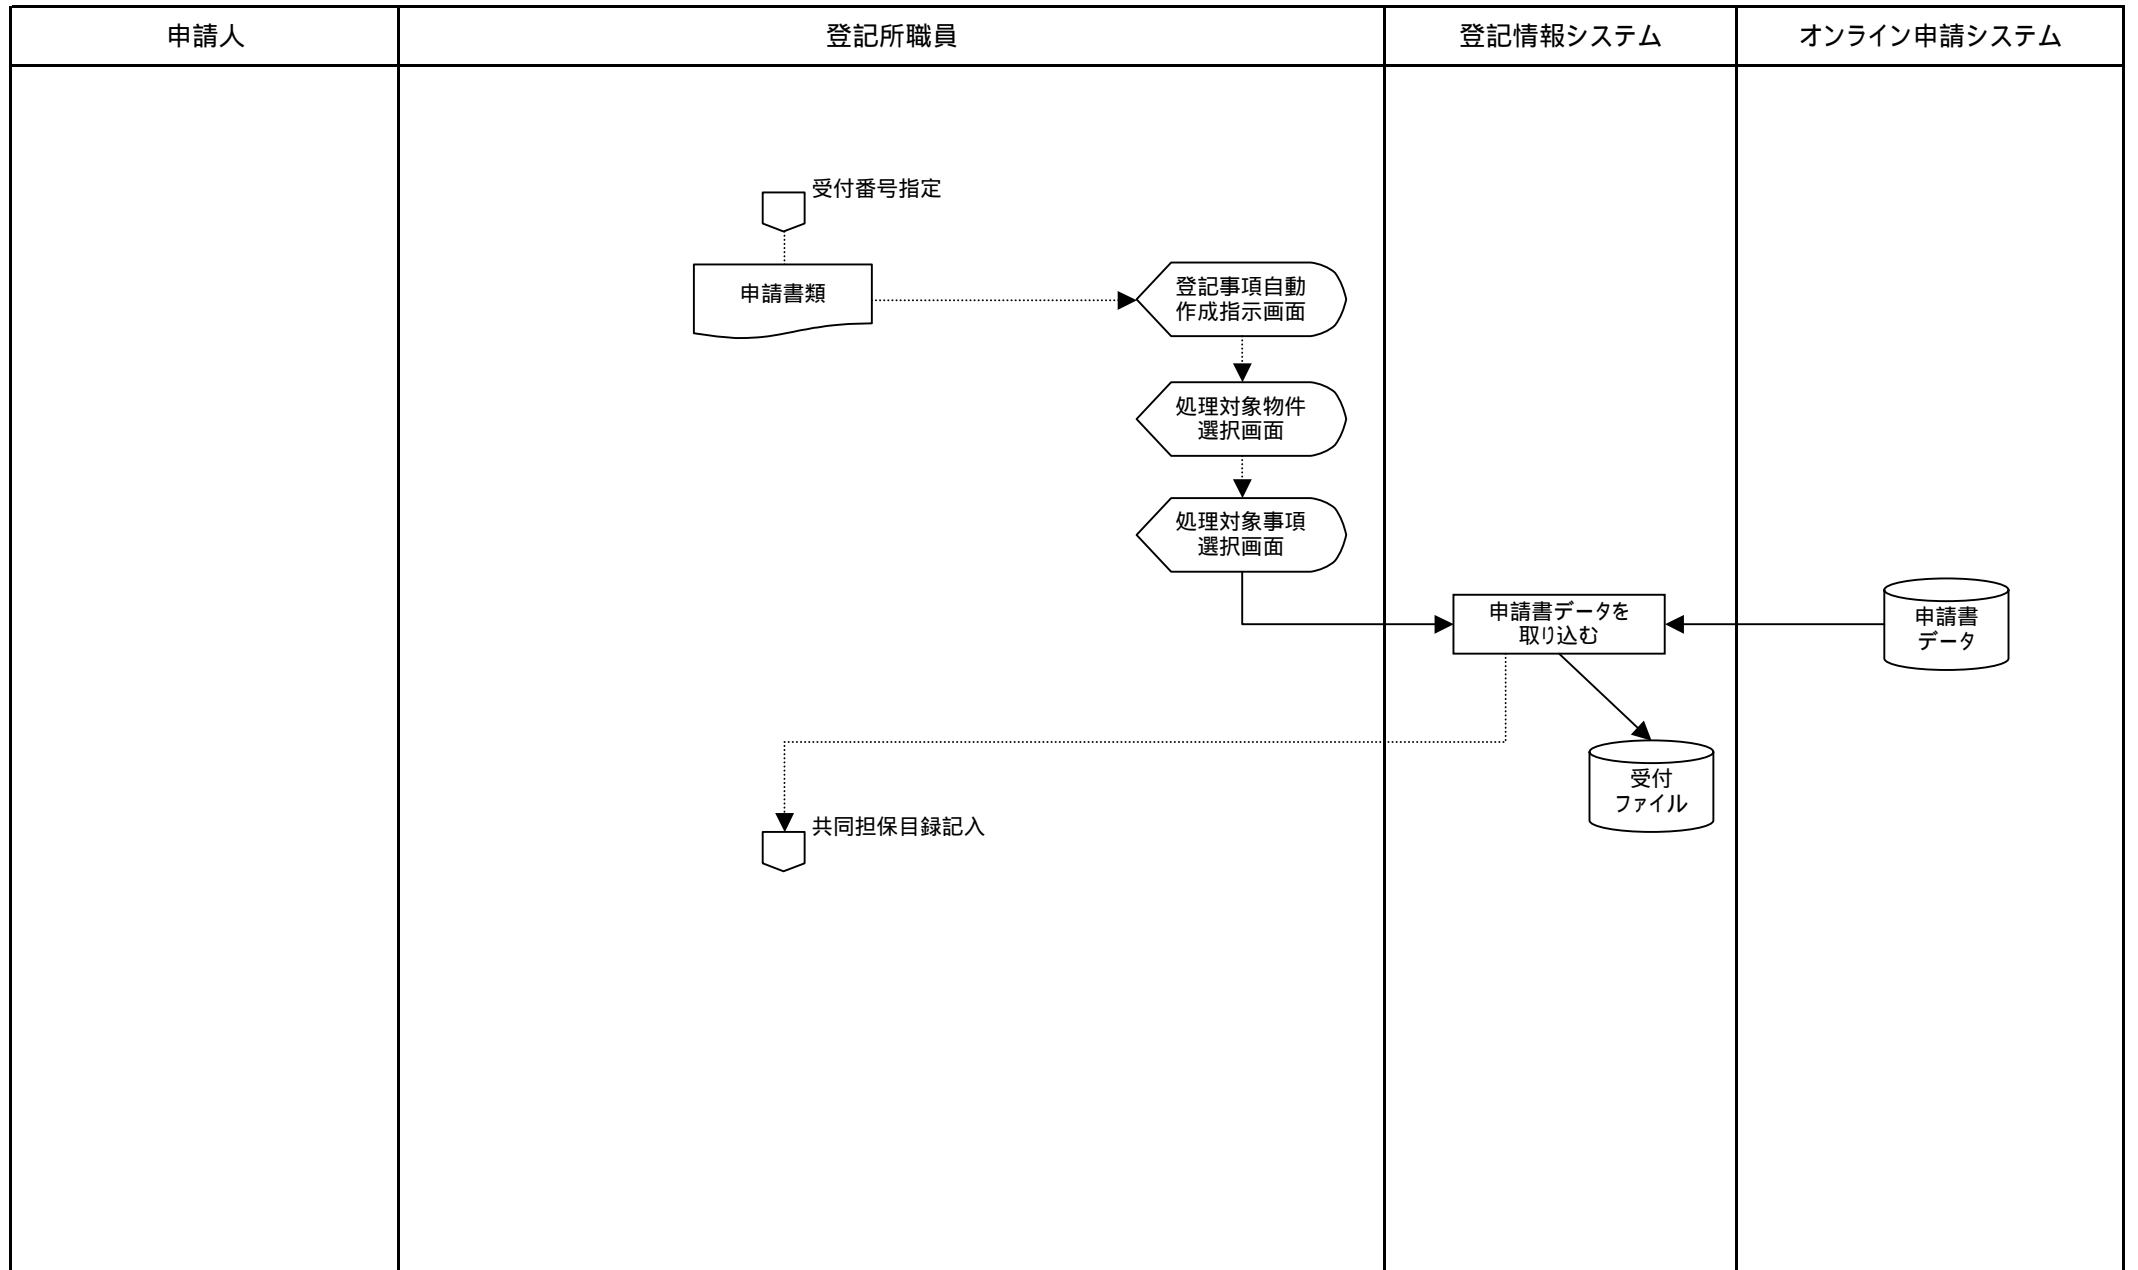 申請人
登記所職員
登記情報システム
オンライン申請システム
受付番号指定
申請書類
登記事項自動
作成指示画面
処理対象物件
選択画面
処理対象事項
選択画面
申請書データを
取り込む
申請書
データ
受付
ファイル
共同担保目録記入